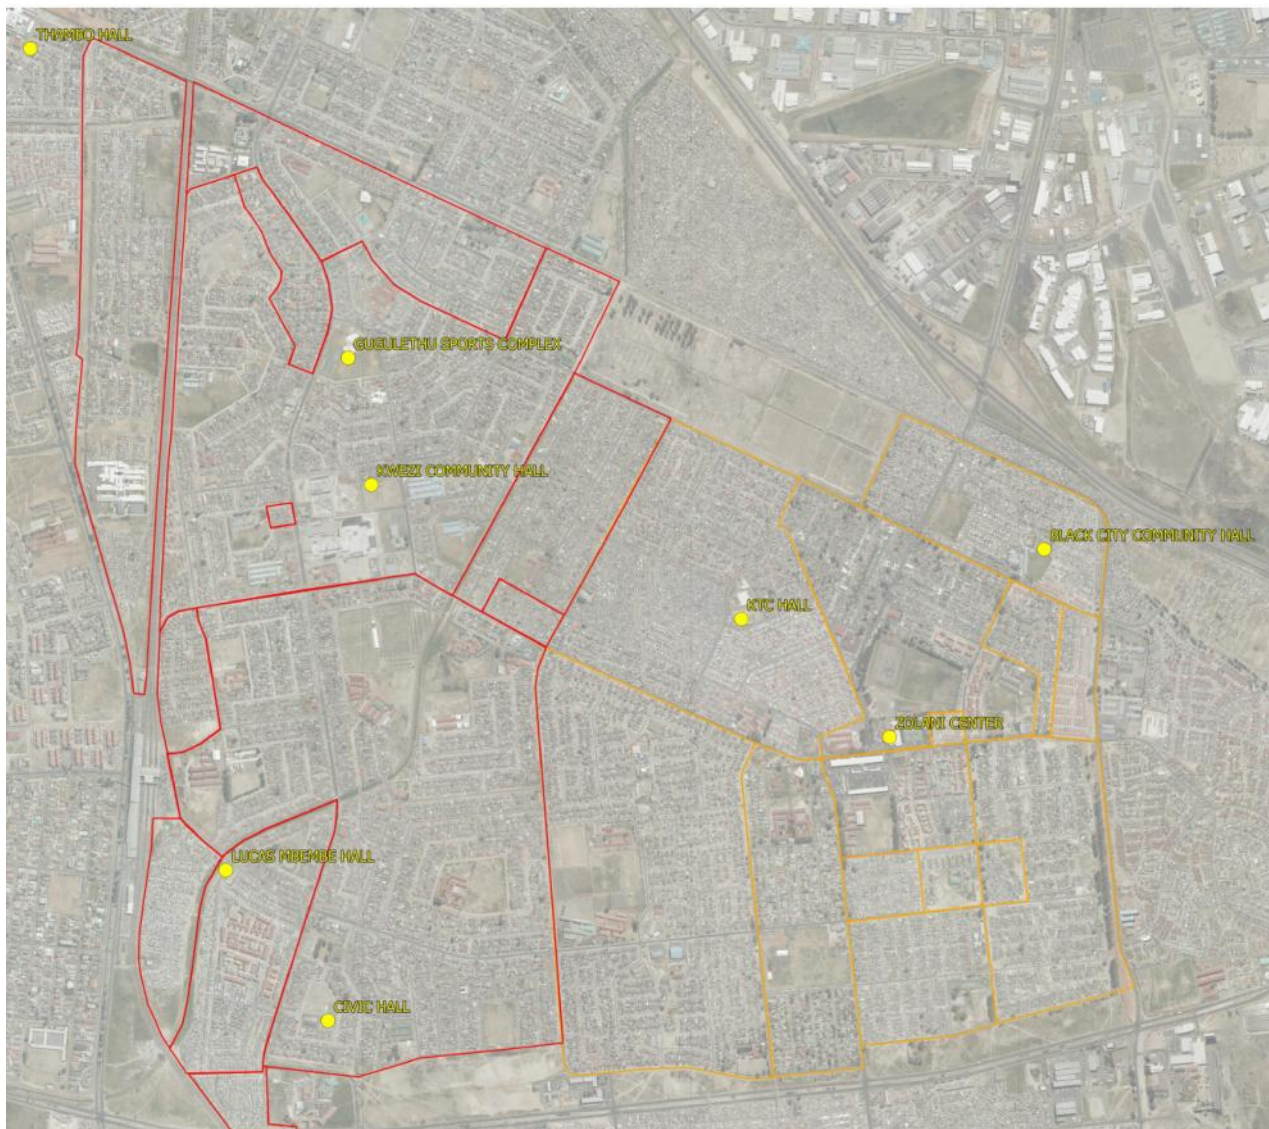 THAMBO HALL
GUGULETHU SPORTS COMPLEX
KWEZI COMMUNITY HALL
BLACK CITY COMMUNITY HALL
KTC HALL
ZOLANI CENTER
LUCAS MBEMBE HALL
CIVIC HALL